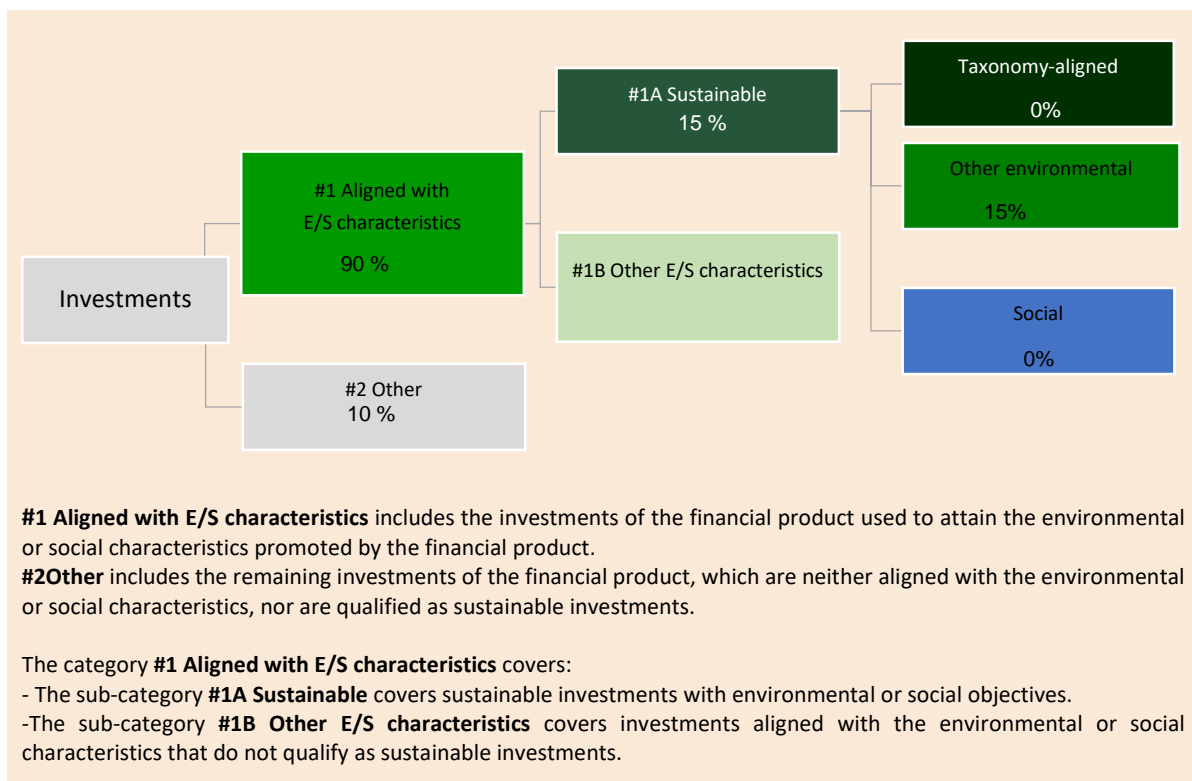 Investments
#1 Aligned with
E/S characteristics
90 %
#2 Other
10 %
#1A Sustainable
15 %
#1B Other E/S characteristics
Taxonomy-aligned
0%
Other environmental
15%
Social
0%
#1 Aligned with E/S characteristics includes the investments of the financial product used to attain the environmental
or social characteristics promoted by the financial product.
#2Other includes the remaining investments of the financial product, which are neither aligned with the environmental
or social characteristics, nor are qualified as sustainable investments.
The category #1 Aligned with E/S characteristics covers:
- The sub-category #1A Sustainable covers sustainable investments with environmental or social objectives.
-The sub-category #1B Other E/S characteristics covers investments aligned with the environmental or social
characteristics that do not qualify as sustainable investments.